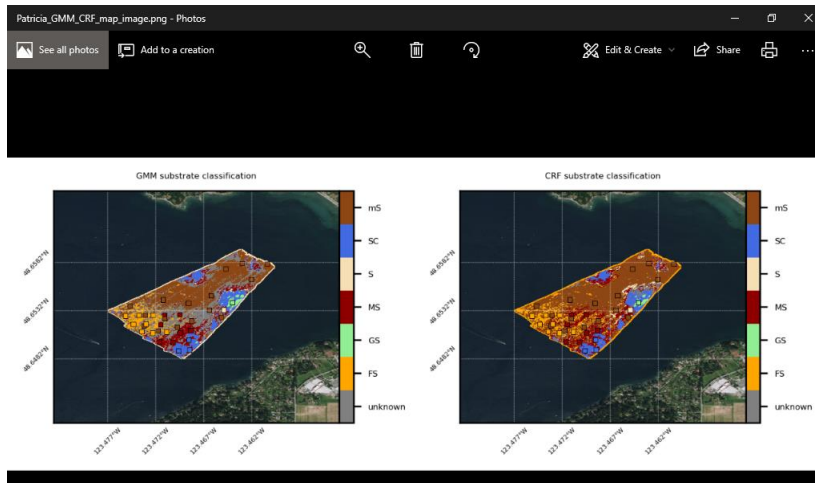 Patricia_GMM_CRF_map_image.png - Photos
See all photos
Add to a creation
Edit & Create
Share
GMM substrate classification
mS
SC
S
MS
GS
FS
unknown
48.6582°N
48.6532°N
48.6482°N
123.477°W
123.472°W
123.467°W
123.462°W
CRF substrate classification
mS
SC
S
MS
GS
FS
unknown
48.6582°N
48.6532°N
48.6482°N
123.477°W
123.472°W
123.467°W
123.462°W